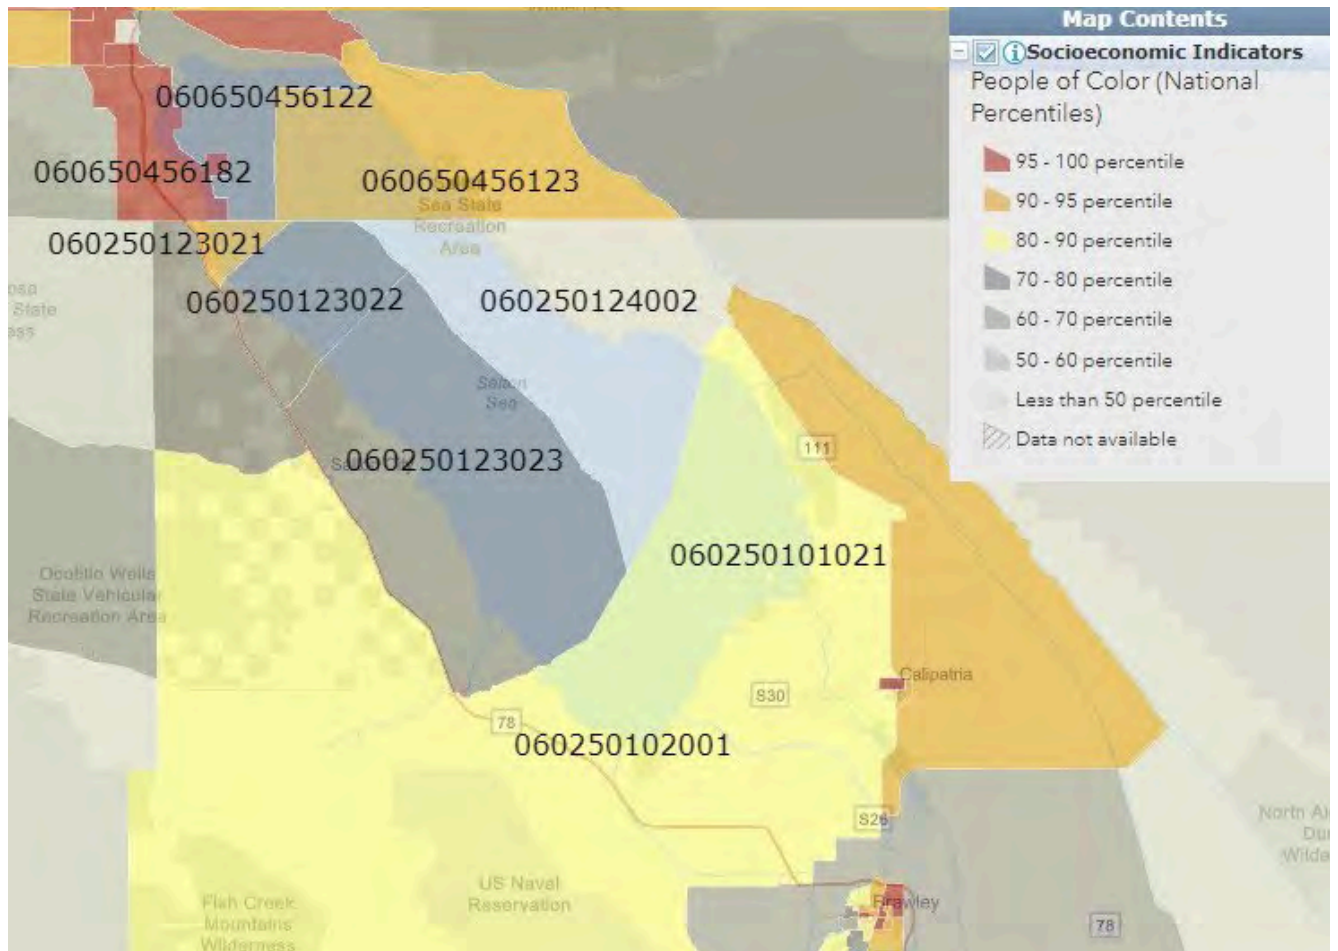 Map Contents
Socioeconomic Indicators
People of Color (National
Percentiles)
95 - 100 percentile
90 - 95 percentile
80 - 90 percentile
70 - 80 percentile
60 - 70 percentile
50 - 60 percentile
Less than 50 percentile
Data not available
060650456122
060650456182
060650456123
Sea State
Recreation
Area
060250123021
State
060250123022
060250124002
Salton
Sea
111
060250123023
060250101021
Ocotillo Wells
State Vehicular
Recreation Area
Calipatria
S30
78
060250102001
S26
US Naval
Reservation
Fish Creek
Mountains
Wilderness
Brawley
78
North